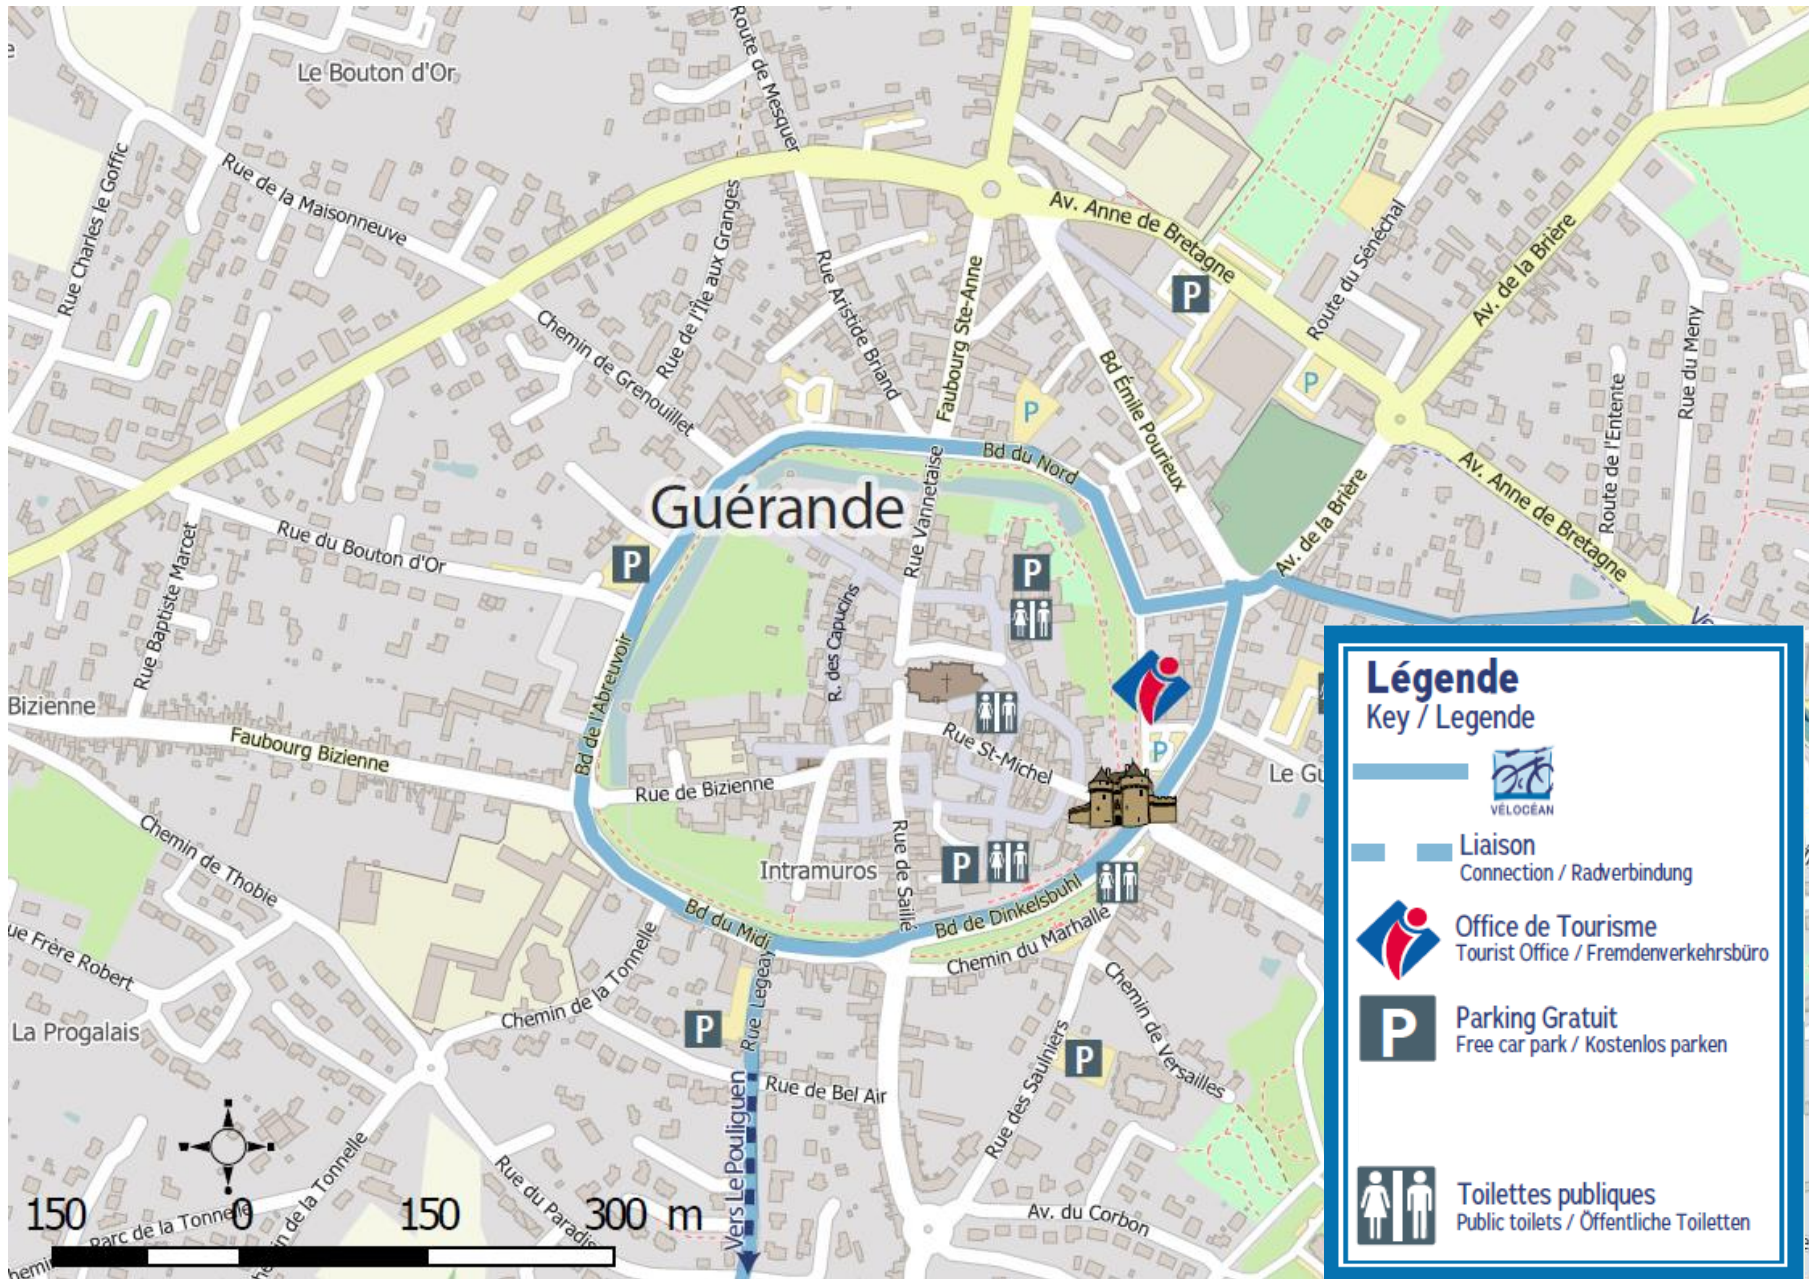 Le Bouton d'Or
Route de Mesquer
Rue Charles le Goffic
Rue de la Maisonneuve
Rue de l'Île aux Granges
Rue Aristide Briand
Faubourg Ste-Anne
Av. Anne de Bretagne
Route du Sénéchal
Av. de la Brière
Rue du Meny
Route de l'Entente
P
P
P
Chemin de Grenouillet
Bd Émile Pourieux
Bd du Nord
Guérande
Rue Vannetaise
Av. de la Brière
Av. Anne de Bretagne
Rue du Bouton d'Or
Rue Baptiste Marcet
P
P
R. des Capucins
Bd de l'Abreuvoir
Bizienne
Faubourg Bizienne
Rue de Bizienne
Rue St-Michel
P
Le Gu
Chemin de Thobie
Intramuros
Rue de Saillé
P
Bd du Midi
Bd de Dinkelsbuhl
Chemin du Marhalle
ue Frère Robert
Chemin de la Tonnelle
Rue Legeay
Chemin de Versailles
La Progalais
P
P
Rue des Saulniers
Rue de Bel Air
Vers Le Pouliguen
Rue du Paradis
Av. du Corbon
Parc de la Tonnelle
in de la Tonnelle
hemi
150 0 150 300 m
Légende
Key / Legende
VÉLOCÉAN
Liaison
Connection / Radverbindung
Office de Tourisme
Tourist Office / Fremdenverkehrsbüro
P
Parking Gratuit
Free car park / Kostenlos parken
Toilettes publiques
Public toilets / Öffentliche Toiletten